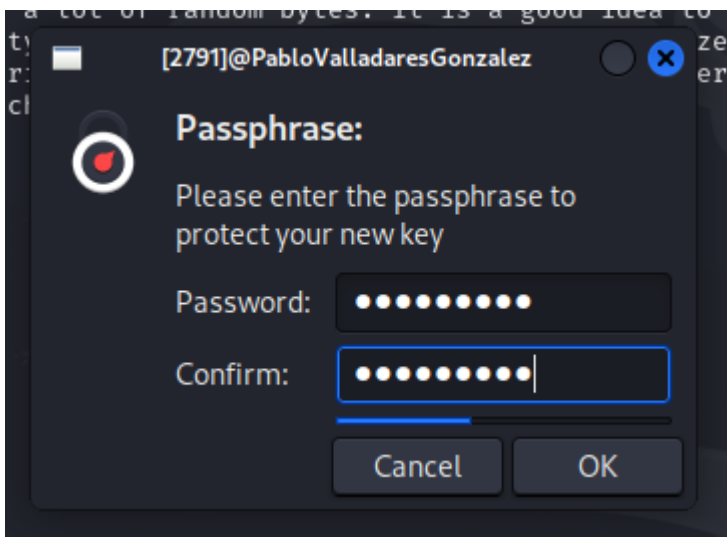 a lot of random bytes. It is a good idea to
[2791]@PabloValladaresGonzalez
Passphrase:
Please enter the passphrase to
protect your new key
Password: ●●●●●●●●●
Confirm: ●●●●●●●●●
Cancel OK